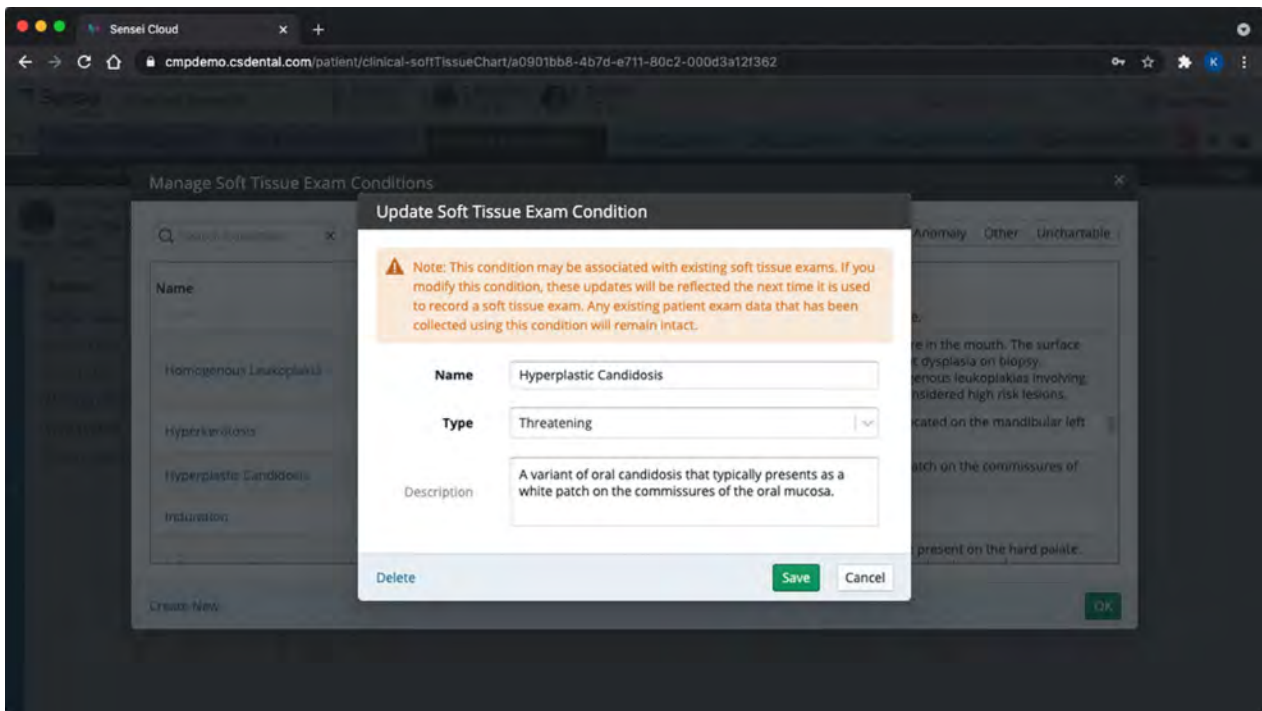 Sensei Cloud
cmpdemo.csdental.com/patient/clinical-softTissueChart/a0901bb8-4b7d-e711-80c2-000d3a12f362
K
Manage Soft Tissue Exam Conditions
Update Soft Tissue Exam Condition
Anomaly Other Unchartable
Note: This condition may be associated with existing soft tissue exams. If you
modify this condition, these updates will be reflected the next time it is used
to record a soft tissue exam. Any existing patient exam data that has been
collected using this condition will remain intact.
Name
re in the mouth. The surface
t dysplasia on biopsy.
enous leukoplakias involving
nsidered high risk lesions.
Homogenous Leukoplakia
Name Hyperplastic Candidosis
Type Threatening
Hyperkeratosis
cated on the mandibular left
Hyperplastic Candidosis
atch on the commissures of
Description
A variant of oral candidosis that typically presents as a
white patch on the commissures of the oral mucosa.
Induration
present on the hard palate.
Delete Save Cancel
Create New OK